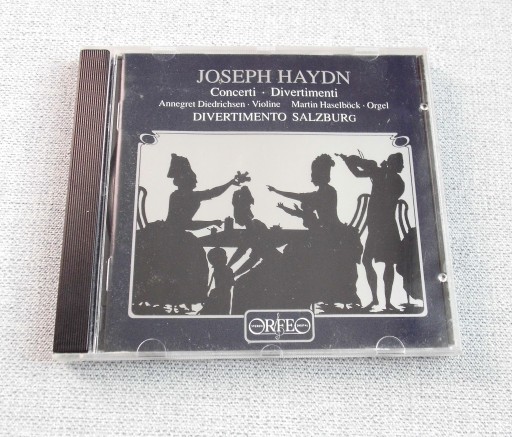 JOSEPH HAYDN
Concerti · Divertimenti
Annegret Diedrichsen · Violine Martin Haselböck · Orgel
DIVERTIMENTO SALZBURG
ORFEO